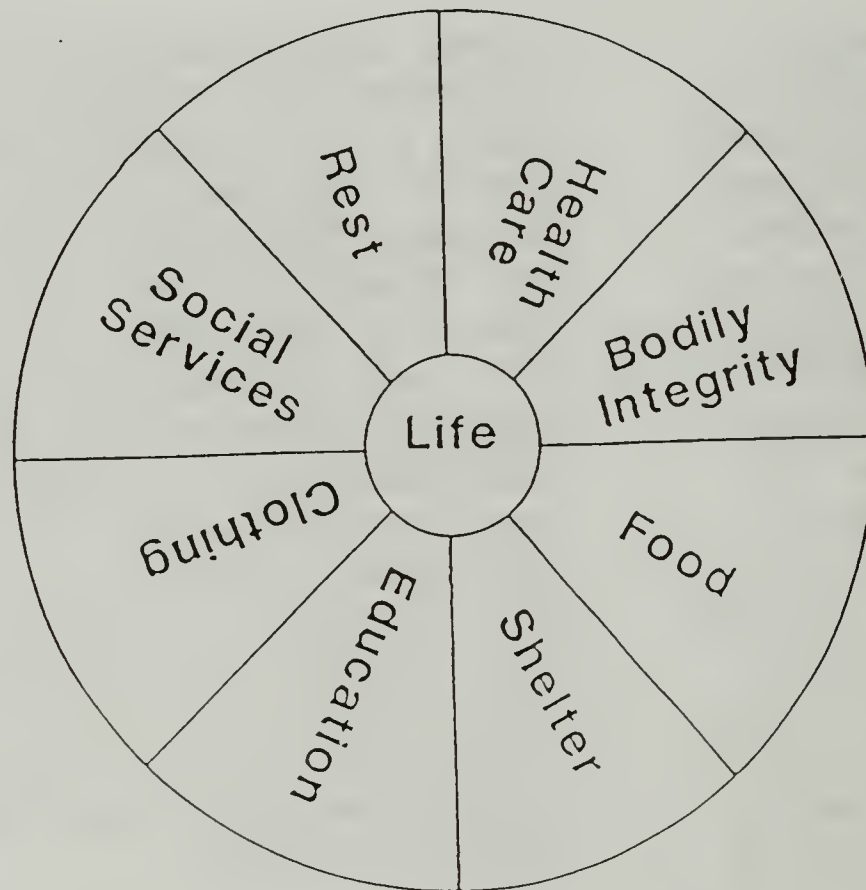 Rest
Health
Care
Bodily
Integrity
Food
Shelter
Education
Clothing
Social
Services
Life